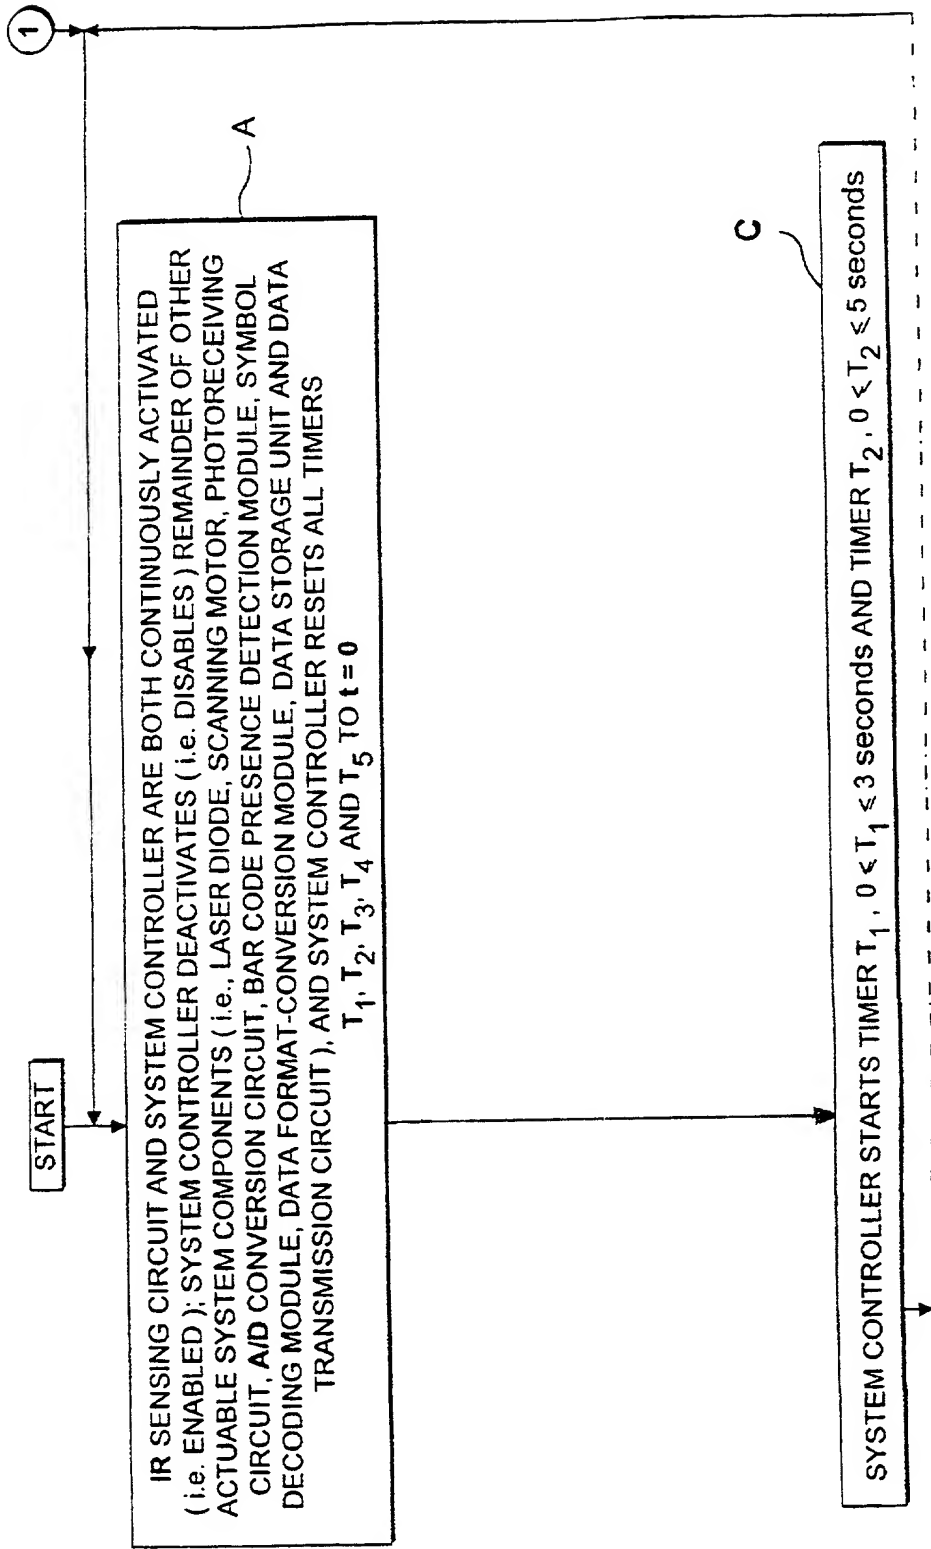 1
START
A
IR SENSING CIRCUIT AND SYSTEM CONTROLLER ARE BOTH CONTINUOUSLY ACTIVATED
( i.e. ENABLED ); SYSTEM CONTROLLER DEACTIVATES ( i.e. DISABLES ) REMAINDER OF OTHER
ACTUABLE SYSTEM COMPONENTS ( i.e., LASER DIODE, SCANNING MOTOR, PHOTORECEIVING
CIRCUIT, A/D CONVERSION CIRCUIT, BAR CODE PRESENCE DETECTION MODULE, SYMBOL
DECODING MODULE, DATA FORMAT-CONVERSION MODULE, DATA STORAGE UNIT AND DATA
TRANSMISSION CIRCUIT ), AND SYSTEM CONTROLLER RESETS ALL TIMERS
T₁, T₂, T₃, T₄ AND T₅ TO t = 0
C
SYSTEM CONTROLLER STARTS TIMER T₁ , 0 ⩽ T₁ ⩽ 3 seconds AND TIMER T₂ , 0 ⩽ T₂ ⩽ 5 seconds